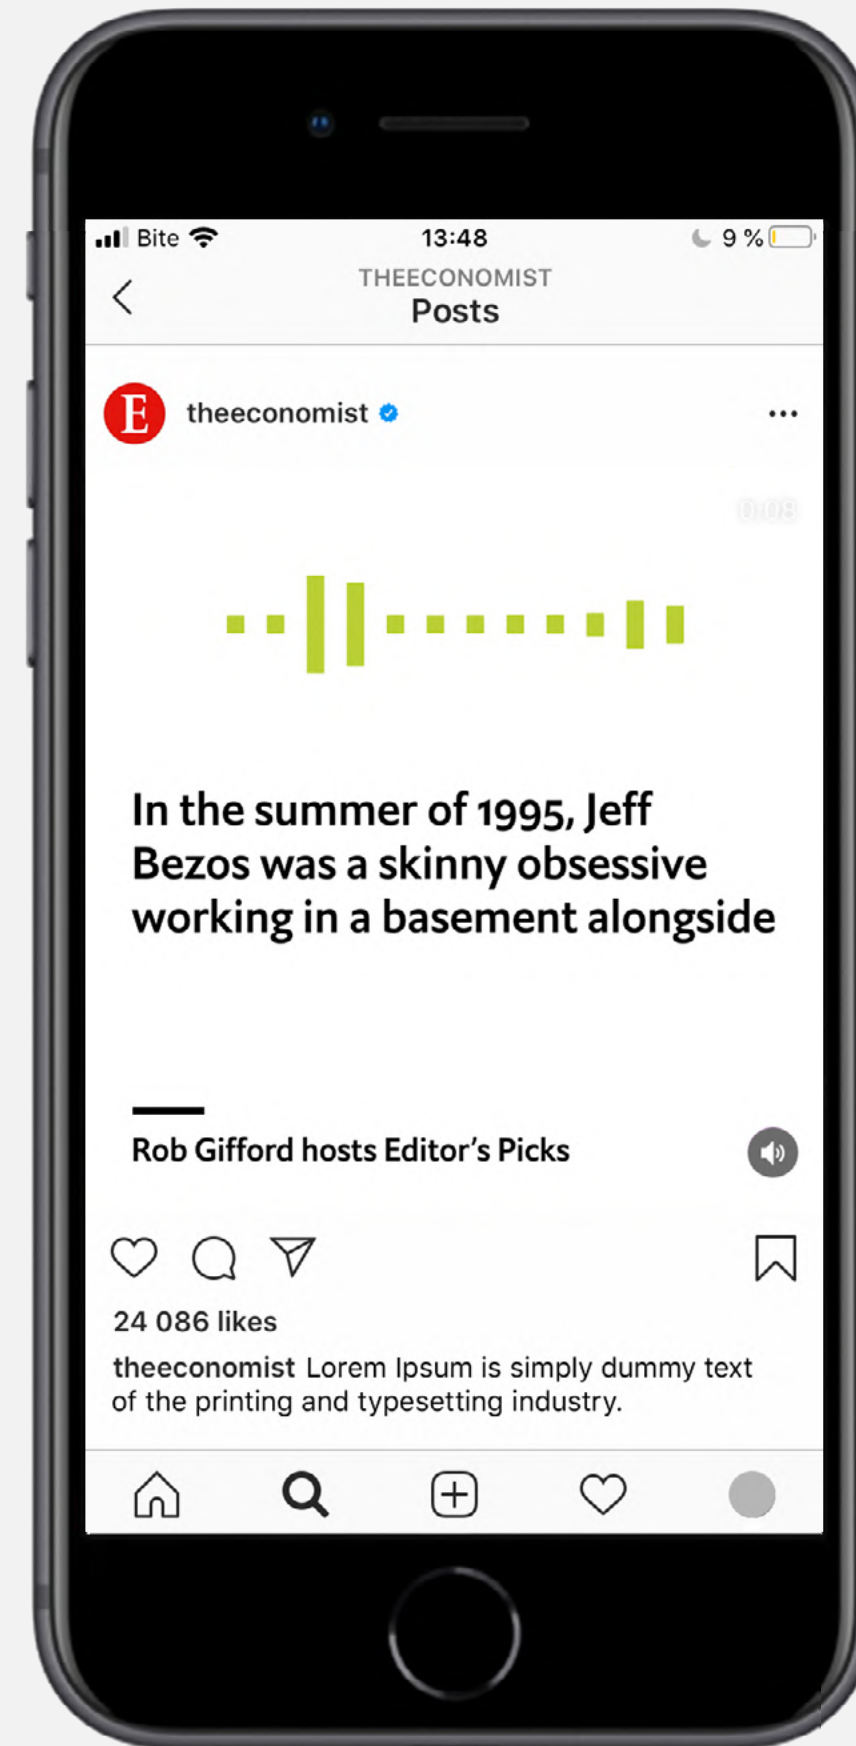 Bite
13:48
9 %
THEECONOMIST
Posts
E
theeconomist
0:08
In the summer of 1995, Jeff
Bezos was a skinny obsessive
working in a basement alongside
Rob Gifford hosts Editor's Picks
24 086 likes
theeconomist Lorem Ipsum is simply dummy text
of the printing and typesetting industry.